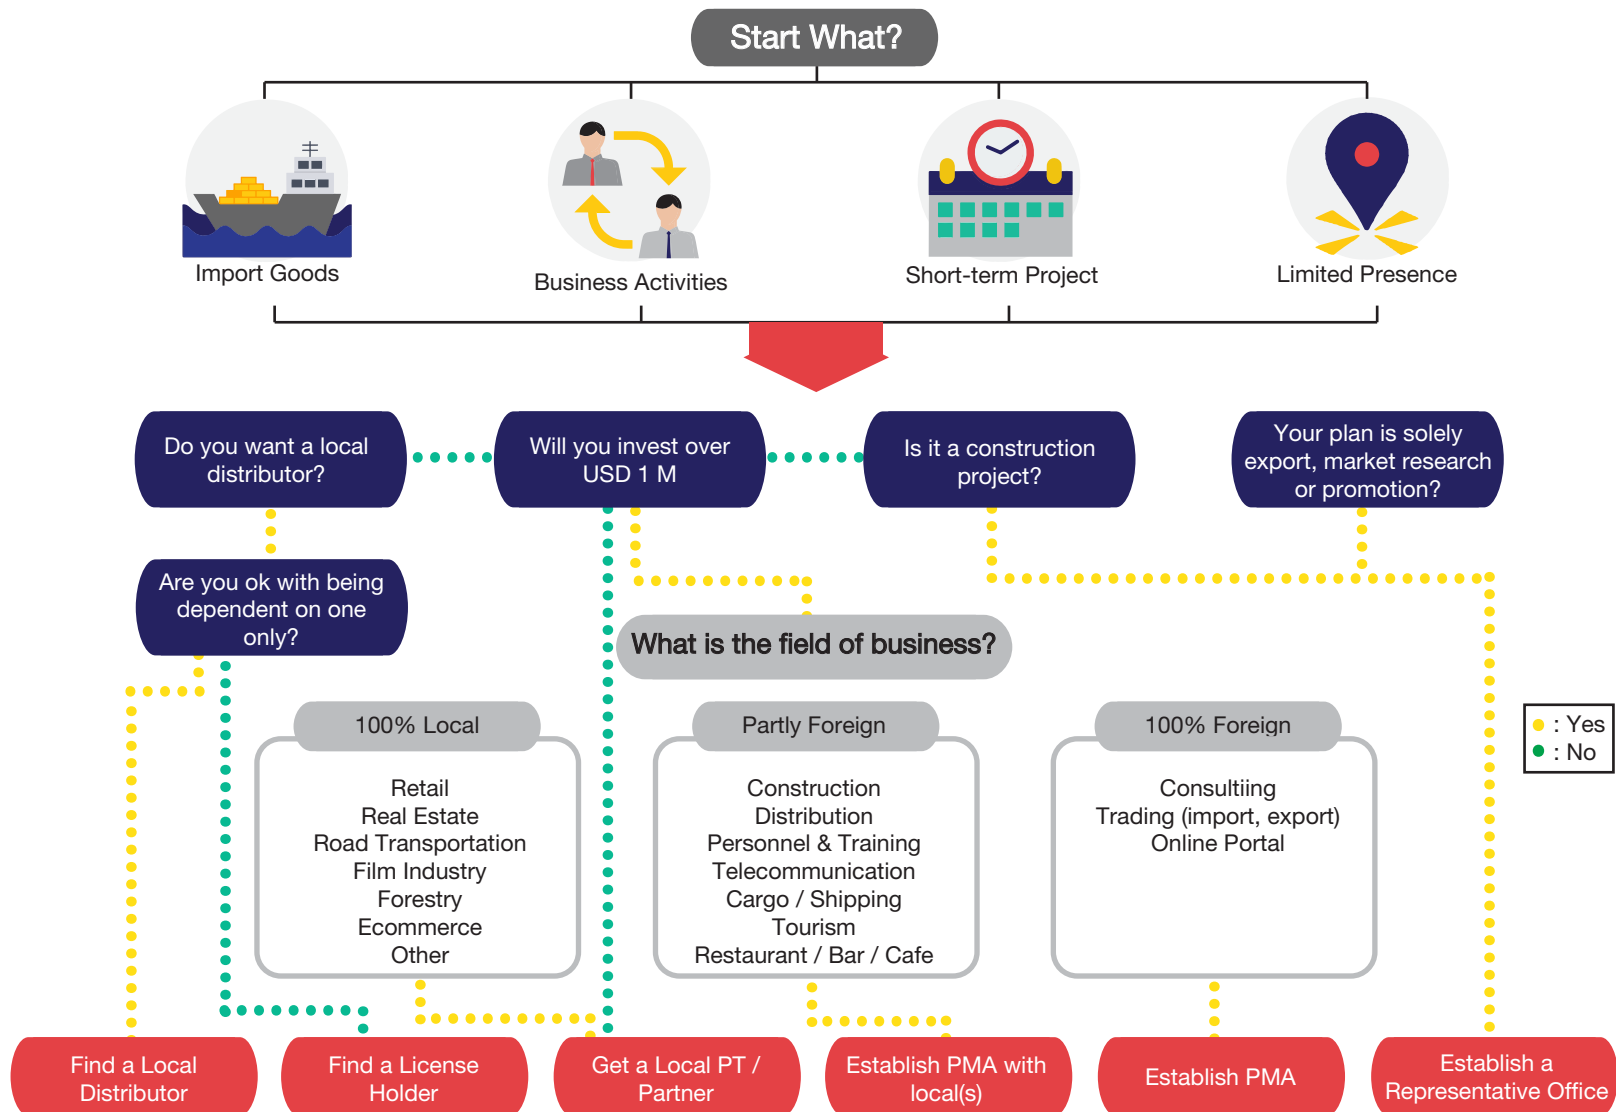 Start What?
Import Goods
Business Activities
Short-term Project
Limited Presence
Do you want a local
distributor?
Will you invest over
USD 1 M
Is it a construction
project?
Your plan is solely
export, market research
or promotion?
Are you ok with being
dependent on one
only?
What is the field of business?
100% Local
Retail
Real Estate
Road Transportation
Film Industry
Forestry
Ecommerce
Other
Partly Foreign
Construction
Distribution
Personnel & Training
Telecommunication
Cargo / Shipping
Tourism
Restaurant / Bar / Cafe
100% Foreign
Consultiing
Trading (import, export)
Online Portal
: Yes
: No
Find a Local
Distributor
Find a License
Holder
Get a Local PT /
Partner
Establish PMA with
local(s)
Establish PMA
Establish a
Representative Office